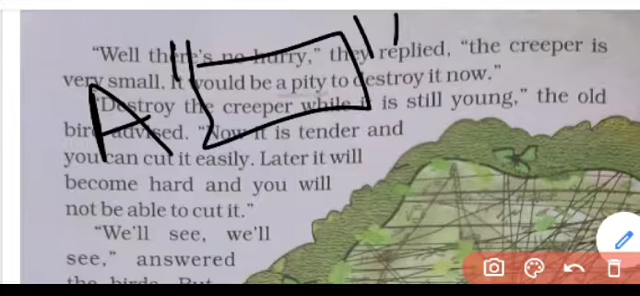 "Well there's no hurry," they replied, "the creeper is
very small. It would be a pity to destroy it now."
"Destroy the creeper while it is still young," the old
bird advised. "Now it is tender and
you can cut it easily. Later it will
become hard and you will
not be able to cut it."
"We'll see, we'll
see," answered
the birds. But
A " "